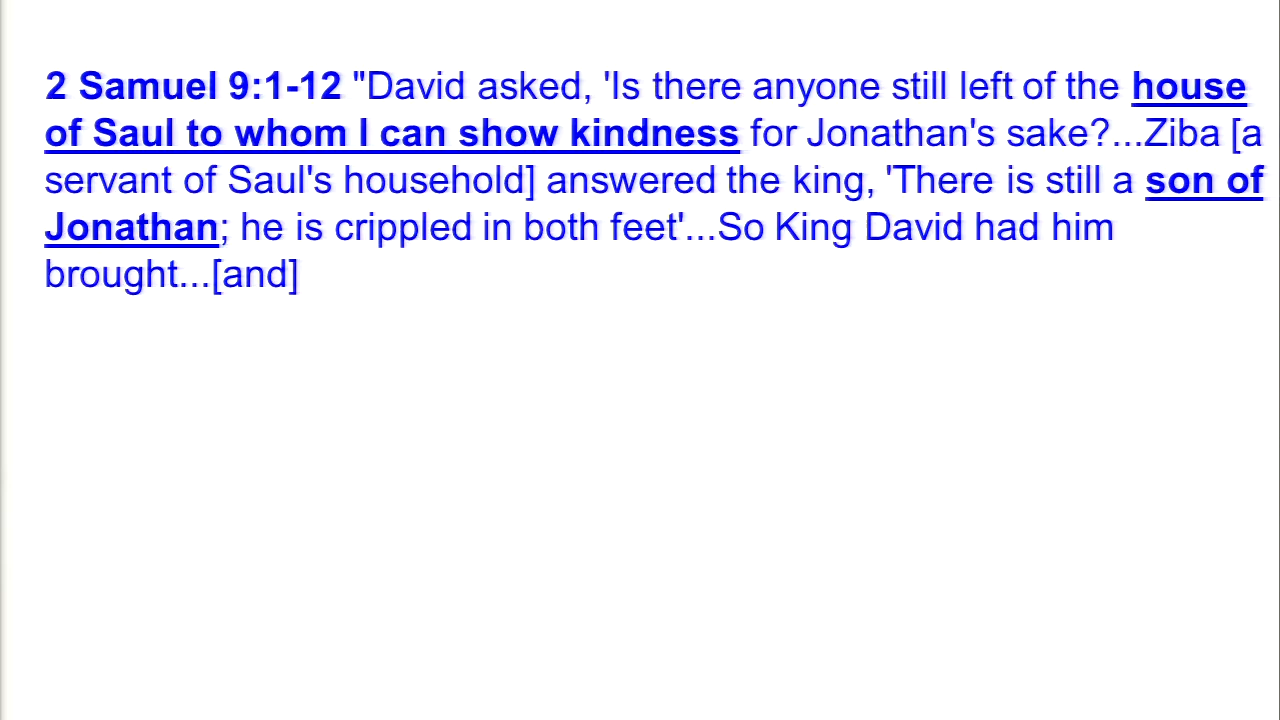 2 Samuel 9:1-12 "David asked, 'Is there anyone still left of the house
of Saul to whom I can show kindness for Jonathan's sake?...Ziba [a
servant of Saul's household] answered the king, 'There is still a son of
Jonathan; he is crippled in both feet'...So King David had him
brought...[and]